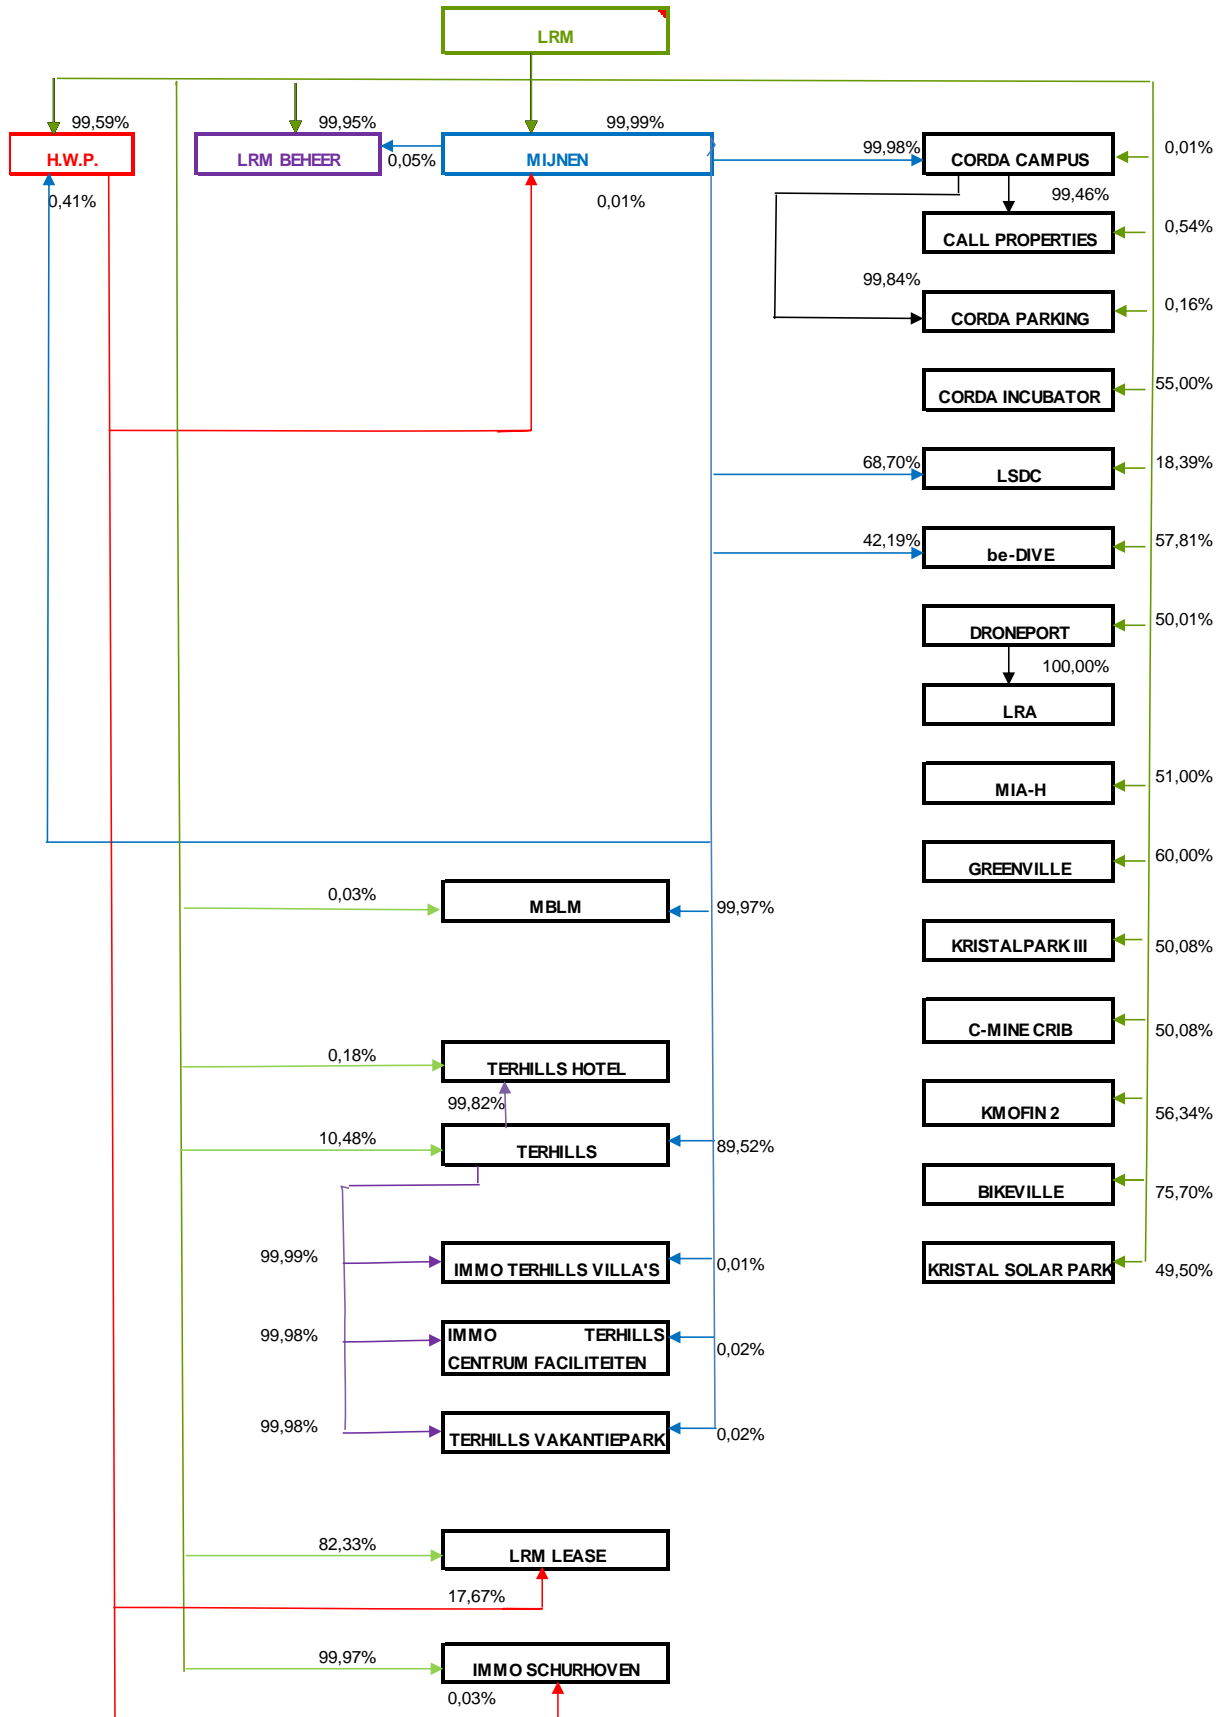 LRM
99,59%
99,95%
99,99%
H.W.P.
LRM BEHEER
0,05%
MIJNEN
99,98%
CORDA CAMPUS
0,01%
0,41%
0,01%
99,46%
CALL PROPERTIES
0,54%
99,84%
CORDA PARKING
0,16%
CORDA INCUBATOR
55,00%
68,70%
LSDC
18,39%
42,19%
be-DIVE
57,81%
DRONEPORT
50,01%
100,00%
LRA
MIA-H
51,00%
GREENVILLE
60,00%
0,03%
MBLM
99,97%
KRISTALPARK III
50,08%
C-MINE CRIB
50,08%
0,18%
TERHILLS HOTEL
99,82%
KMOFIN 2
56,34%
10,48%
TERHILLS
89,52%
BIKEVILLE
75,70%
99,99%
IMMO TERHILLS VILLA'S
0,01%
KRISTAL SOLAR PARK
49,50%
99,98%
IMMO TERHILLS
CENTRUM FACILITEITEN
0,02%
99,98%
TERHILLS VAKANTIEPARK
0,02%
82,33%
LRM LEASE
17,67%
99,97%
IMMO SCHURHOVEN
0,03%